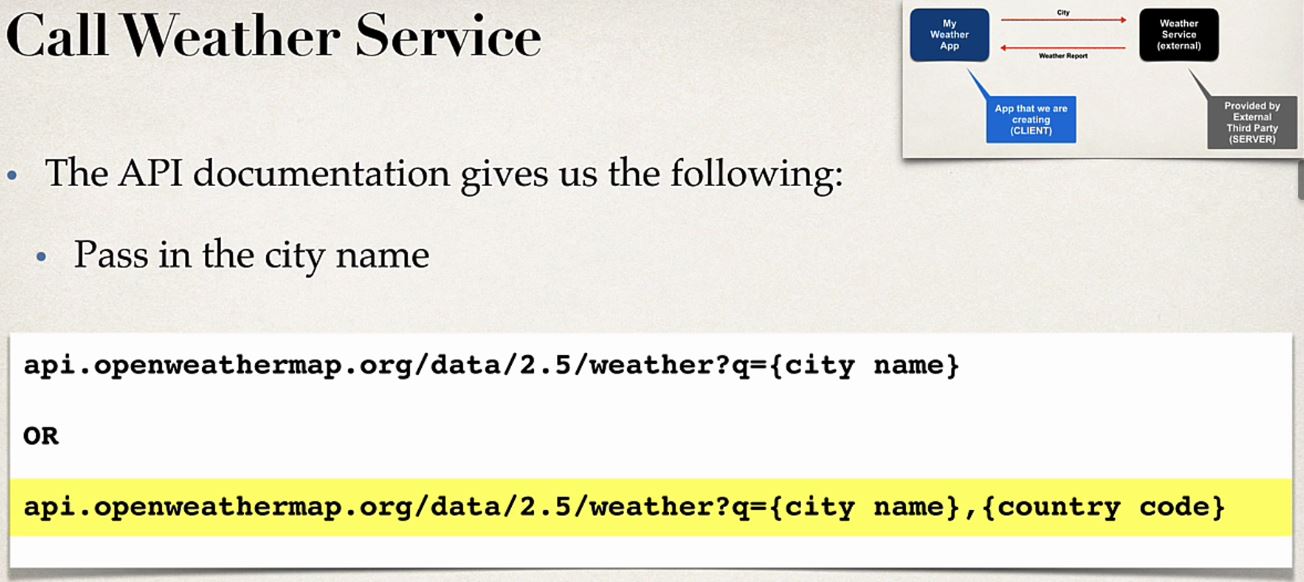 Call Weather Service
My
Weather
App
City
Weather Report
Weather
Service
(external)
App that we are
creating
(CLIENT)
Provided by
External
Third Party
(SERVER)
• The API documentation gives us the following:
• Pass in the city name
api.openweathermap.org/data/2.5/weather?q={city name}
OR
api.openweathermap.org/data/2.5/weather?q={city name},{country code}